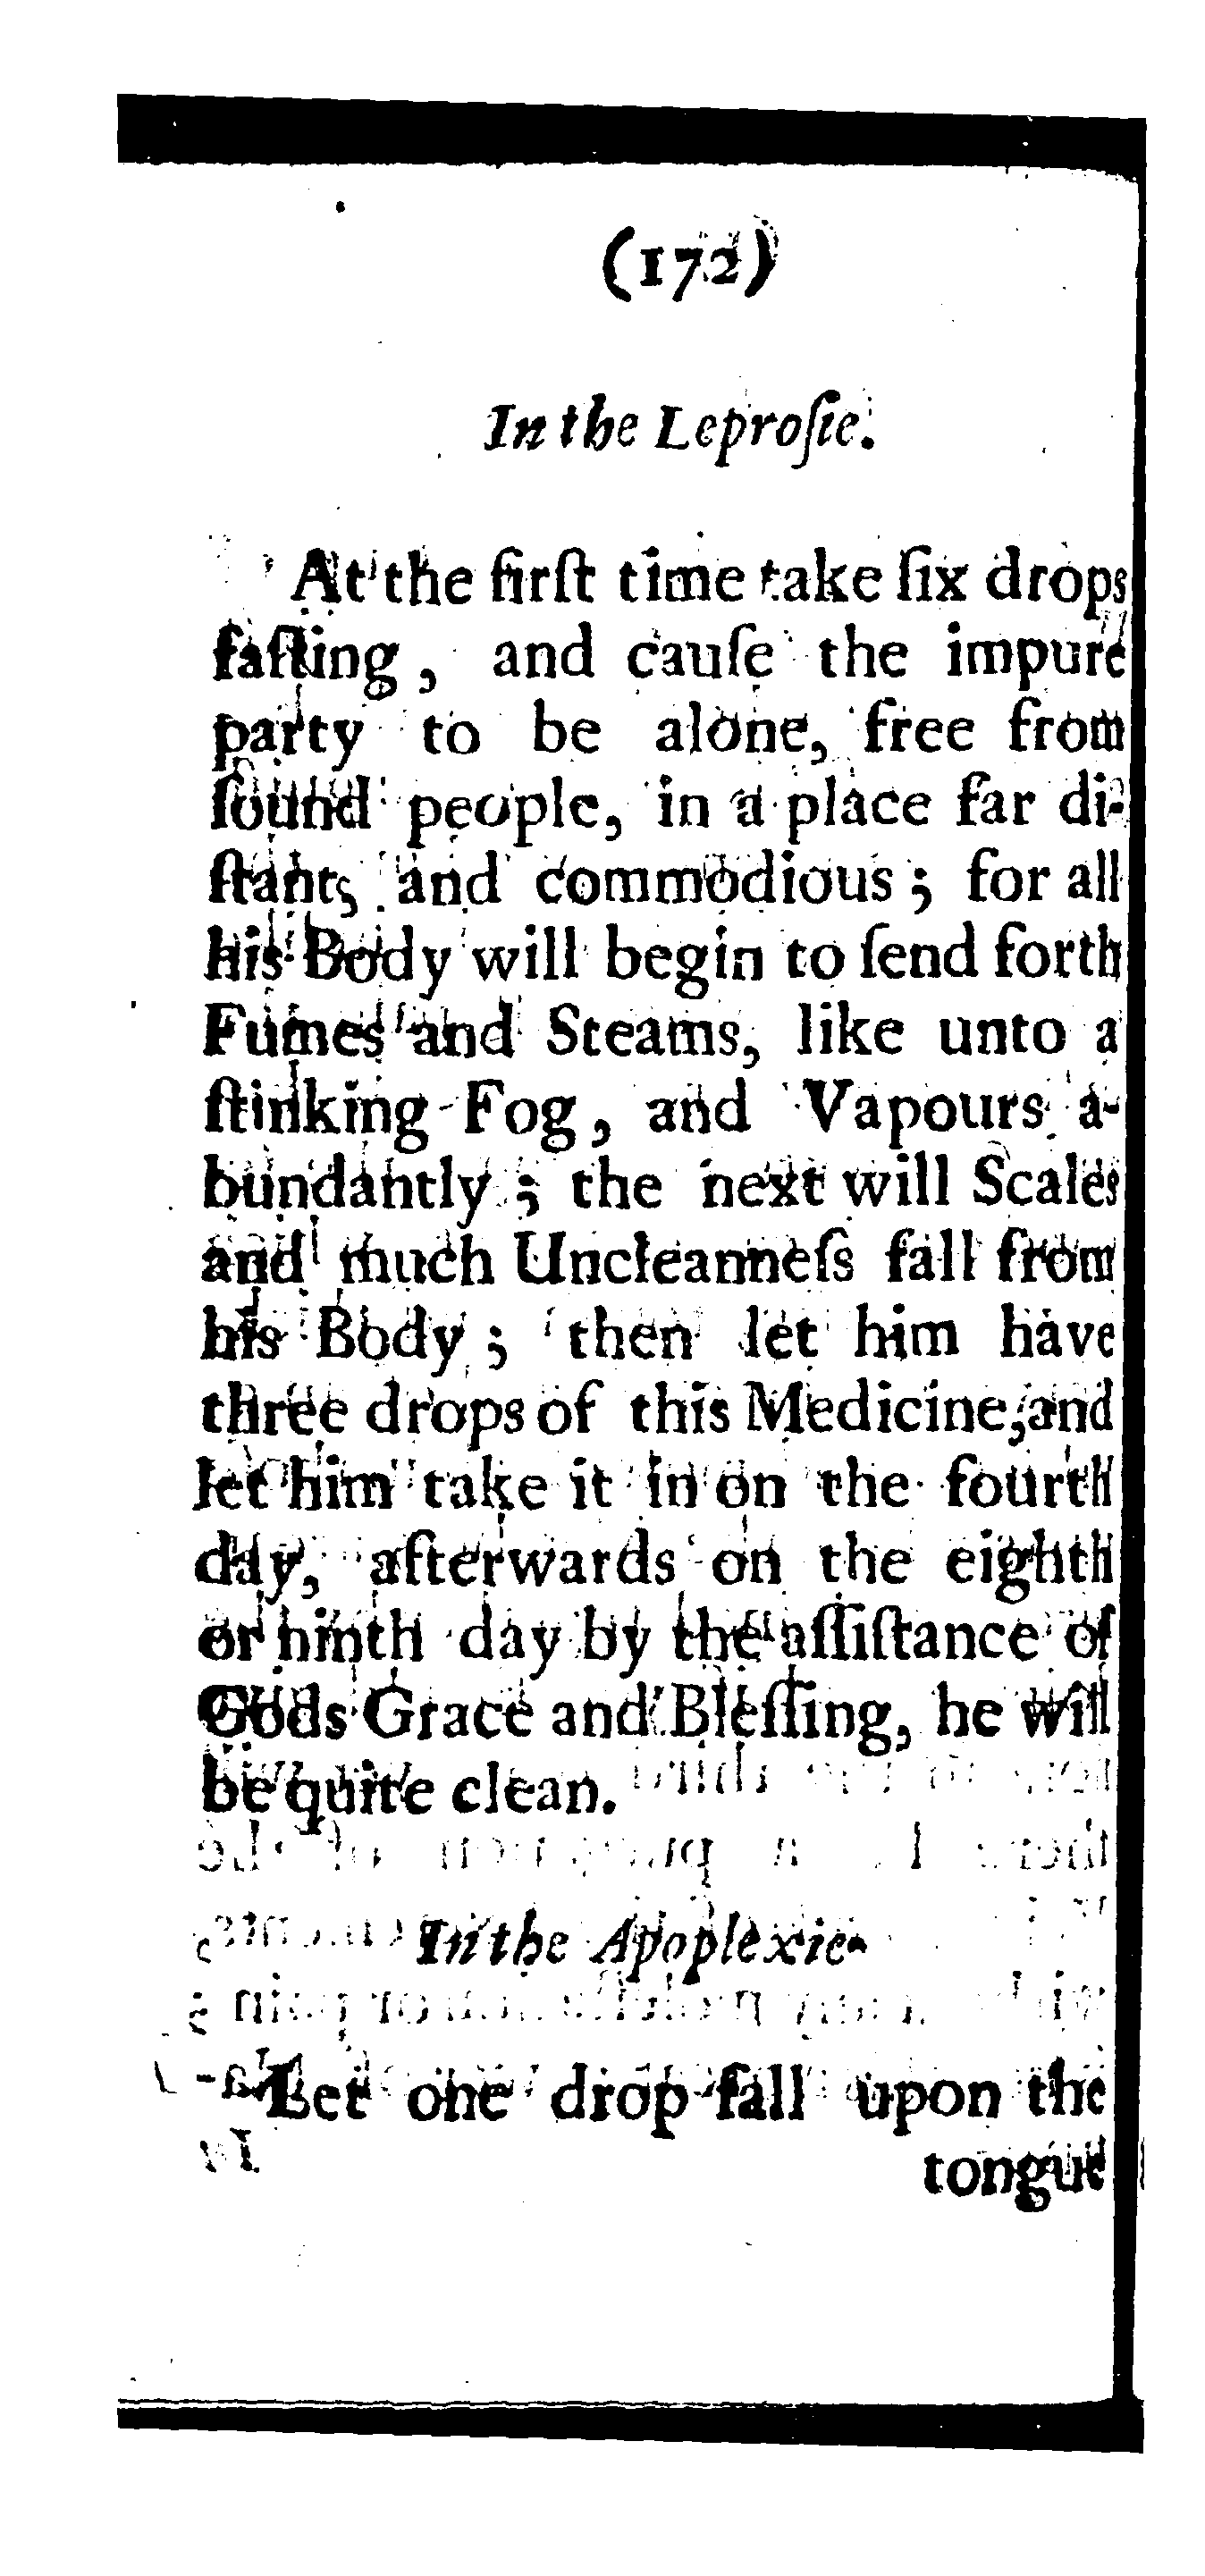 (172)
In the Leproſie.
At the firſt time take ſix drops
faſting, and cauſe the impure
party to be alone, free from
ſound people, in a place far di-
ſtant, and commodious; for all
his Body will begin to ſend forth
Fumes and Steams, like unto a
ſtinking Fog, and Vapours a-
bundantly; the next will Scales
and much Uncleanneſs fall from
his Body; then let him have
three drops of this Medicine, and
let him take it in on the fourth
day, afterwards on the eighth
or ninth day by the aſſiſtance of
Gods Grace and Bleſſing, he will
be quite clean.
In the Apoplexie.
Let one drop fall upon the
tongue